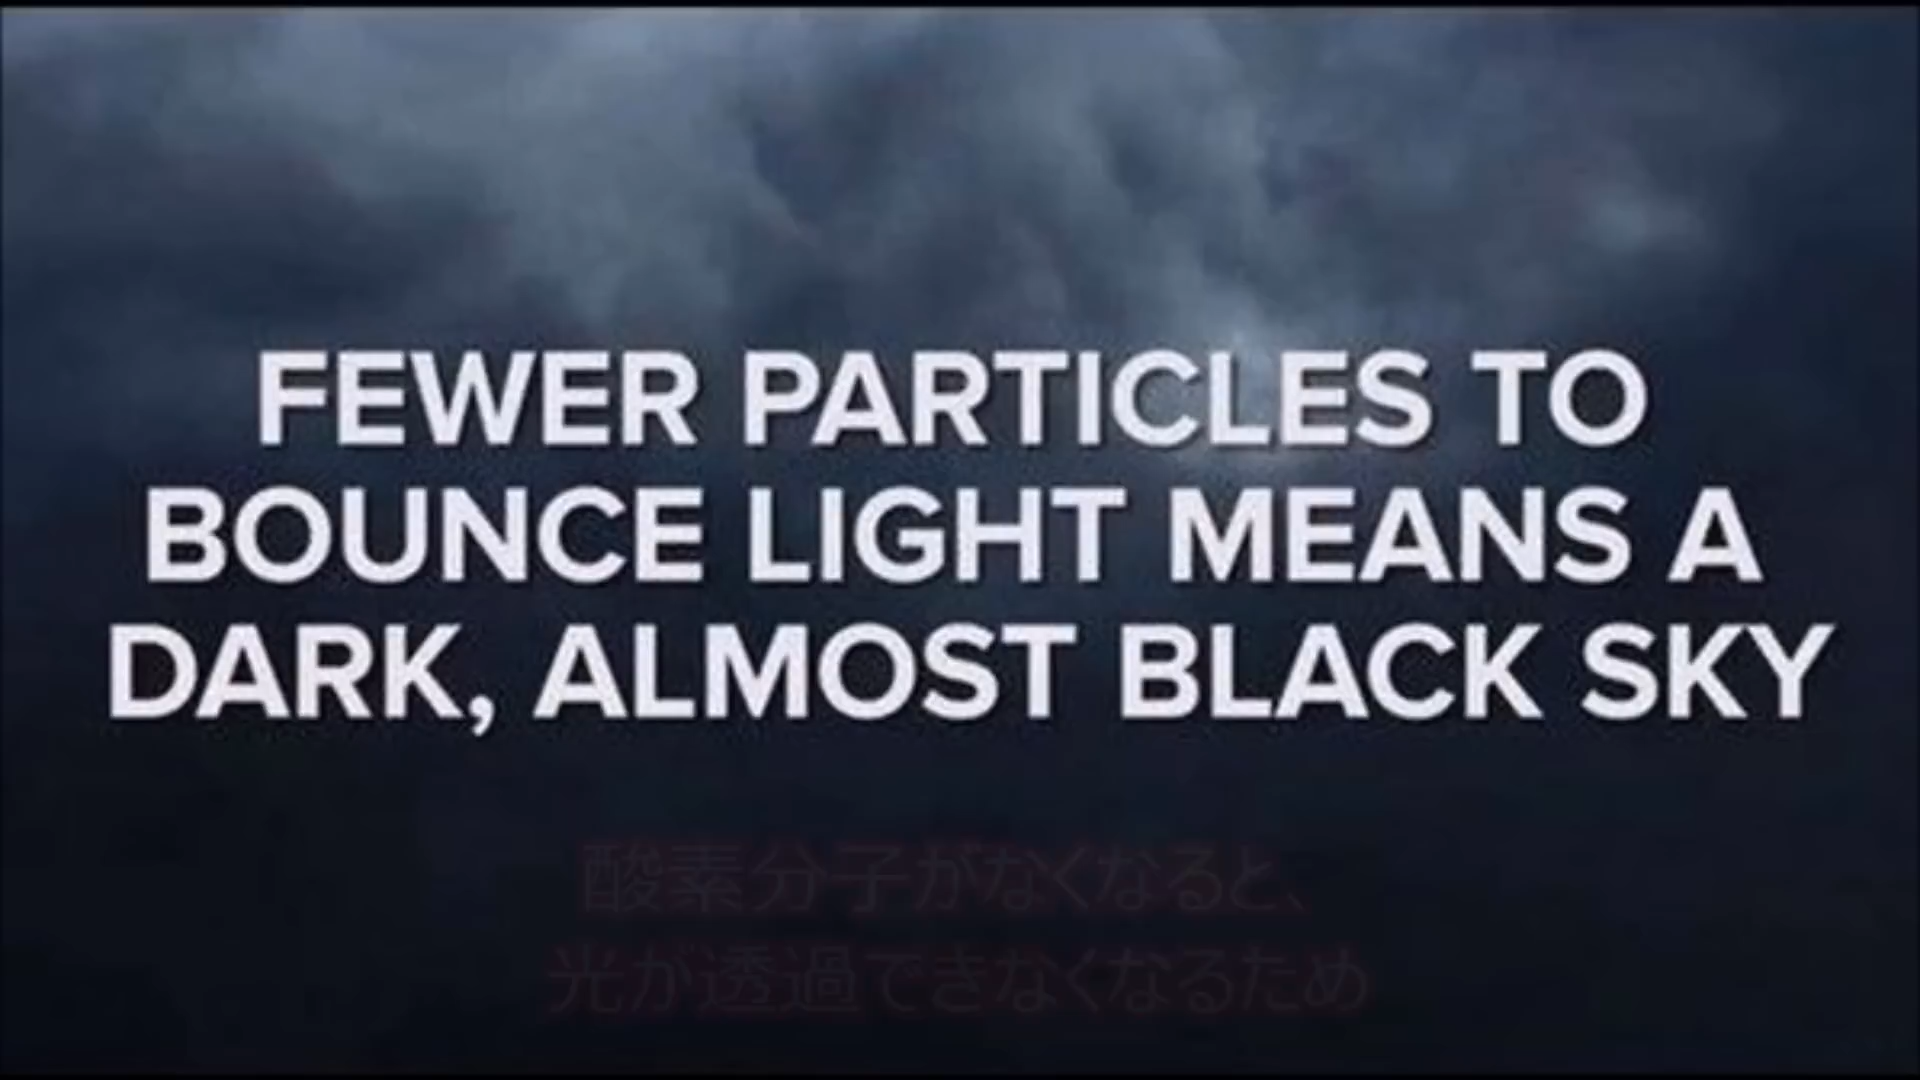 FEWER PARTICLES TO
BOUNCE LIGHT MEANS A
DARK, ALMOST BLACK SKY
酸素分子がなくなると、
光が透過できなくなるため